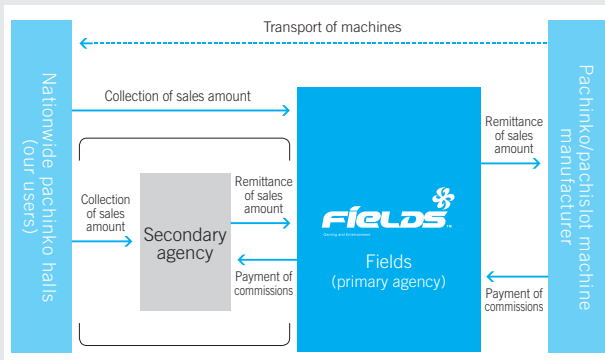 Transport of machines
Nationwide pachinko halls
(our users)
Collection of sales amount
Collection
of sales
amount
Secondary
agency
Remittance
of sales
amount
Payment of
commissions
FIELDS
TM
Gaming and Entertainment
Fields
(primary agency)
Remittance
of sales
amount
Payment of
commissions
Pachinko/pachislot machine
manufacturer